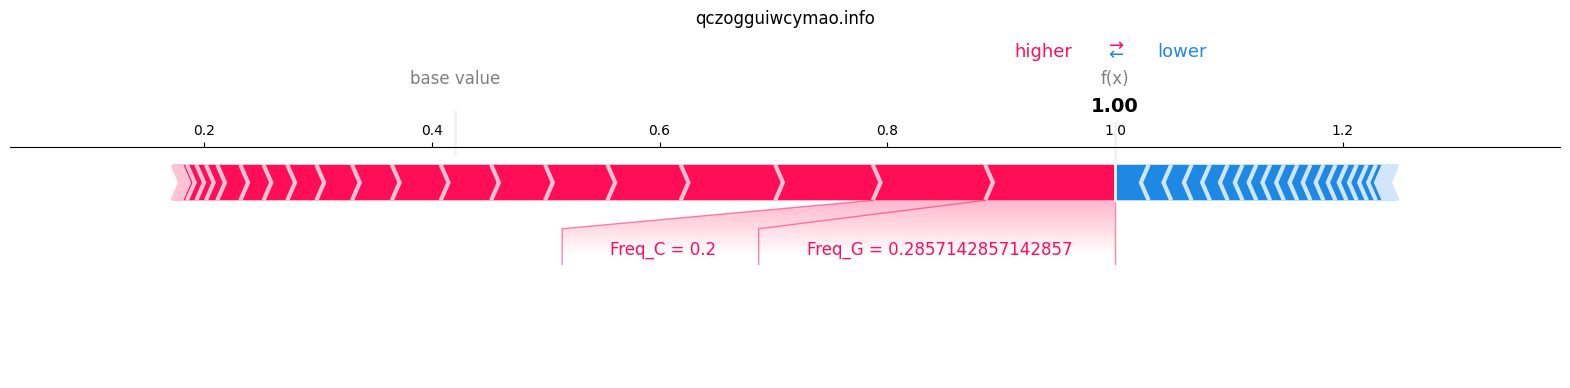 qczogguiwcymao.info
higher ⇄ lower
base value f(x)
1.00
0.2 0.4 0.6 0.8 1.0 1.2
Freq_C = 0.2 Freq_G = 0.2857142857142857